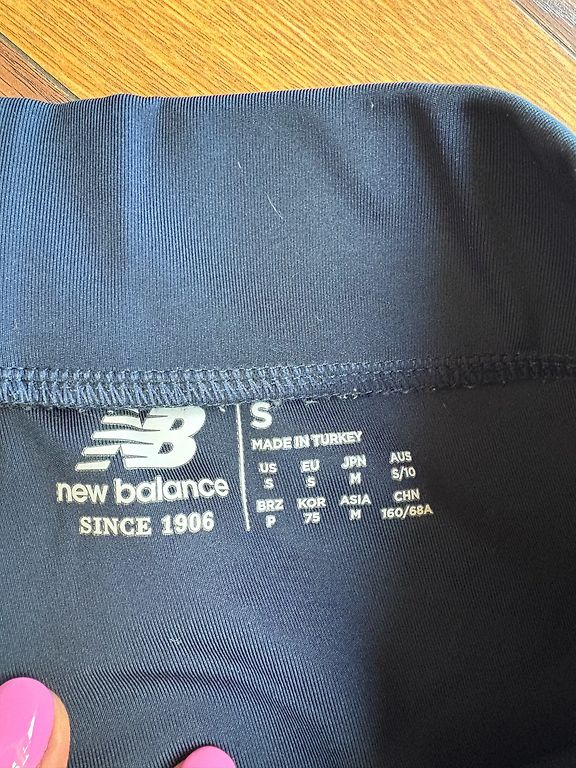 NB
new balance
SINCE 1906
S
MADE IN TURKEY
US EU JPN AUS
S S M S/10
BRZ KOR ASIA CHN
P 75 M 160/68A